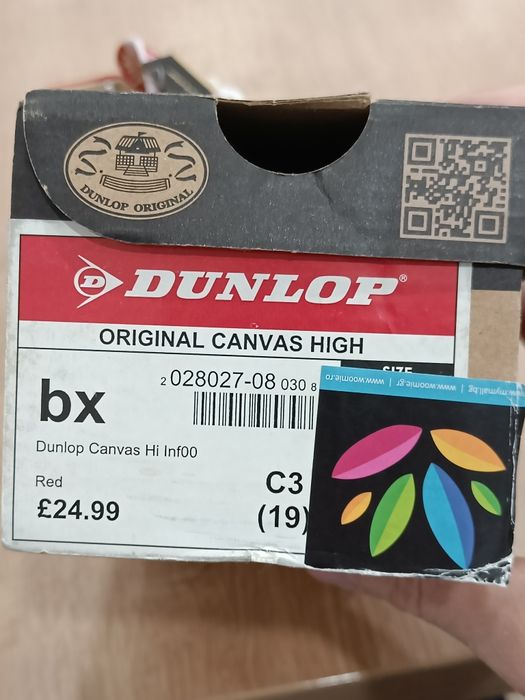 DUNLOP ORIGINAL
DUNLOP®
ORIGINAL CANVAS HIGH
SIZE
bx
2 028027-08 030 8
Dunlop Canvas Hi Inf00
Red
C3
£24.99
(19)
www.mymall.bg | www.woomie.gr | www.woomie.ro